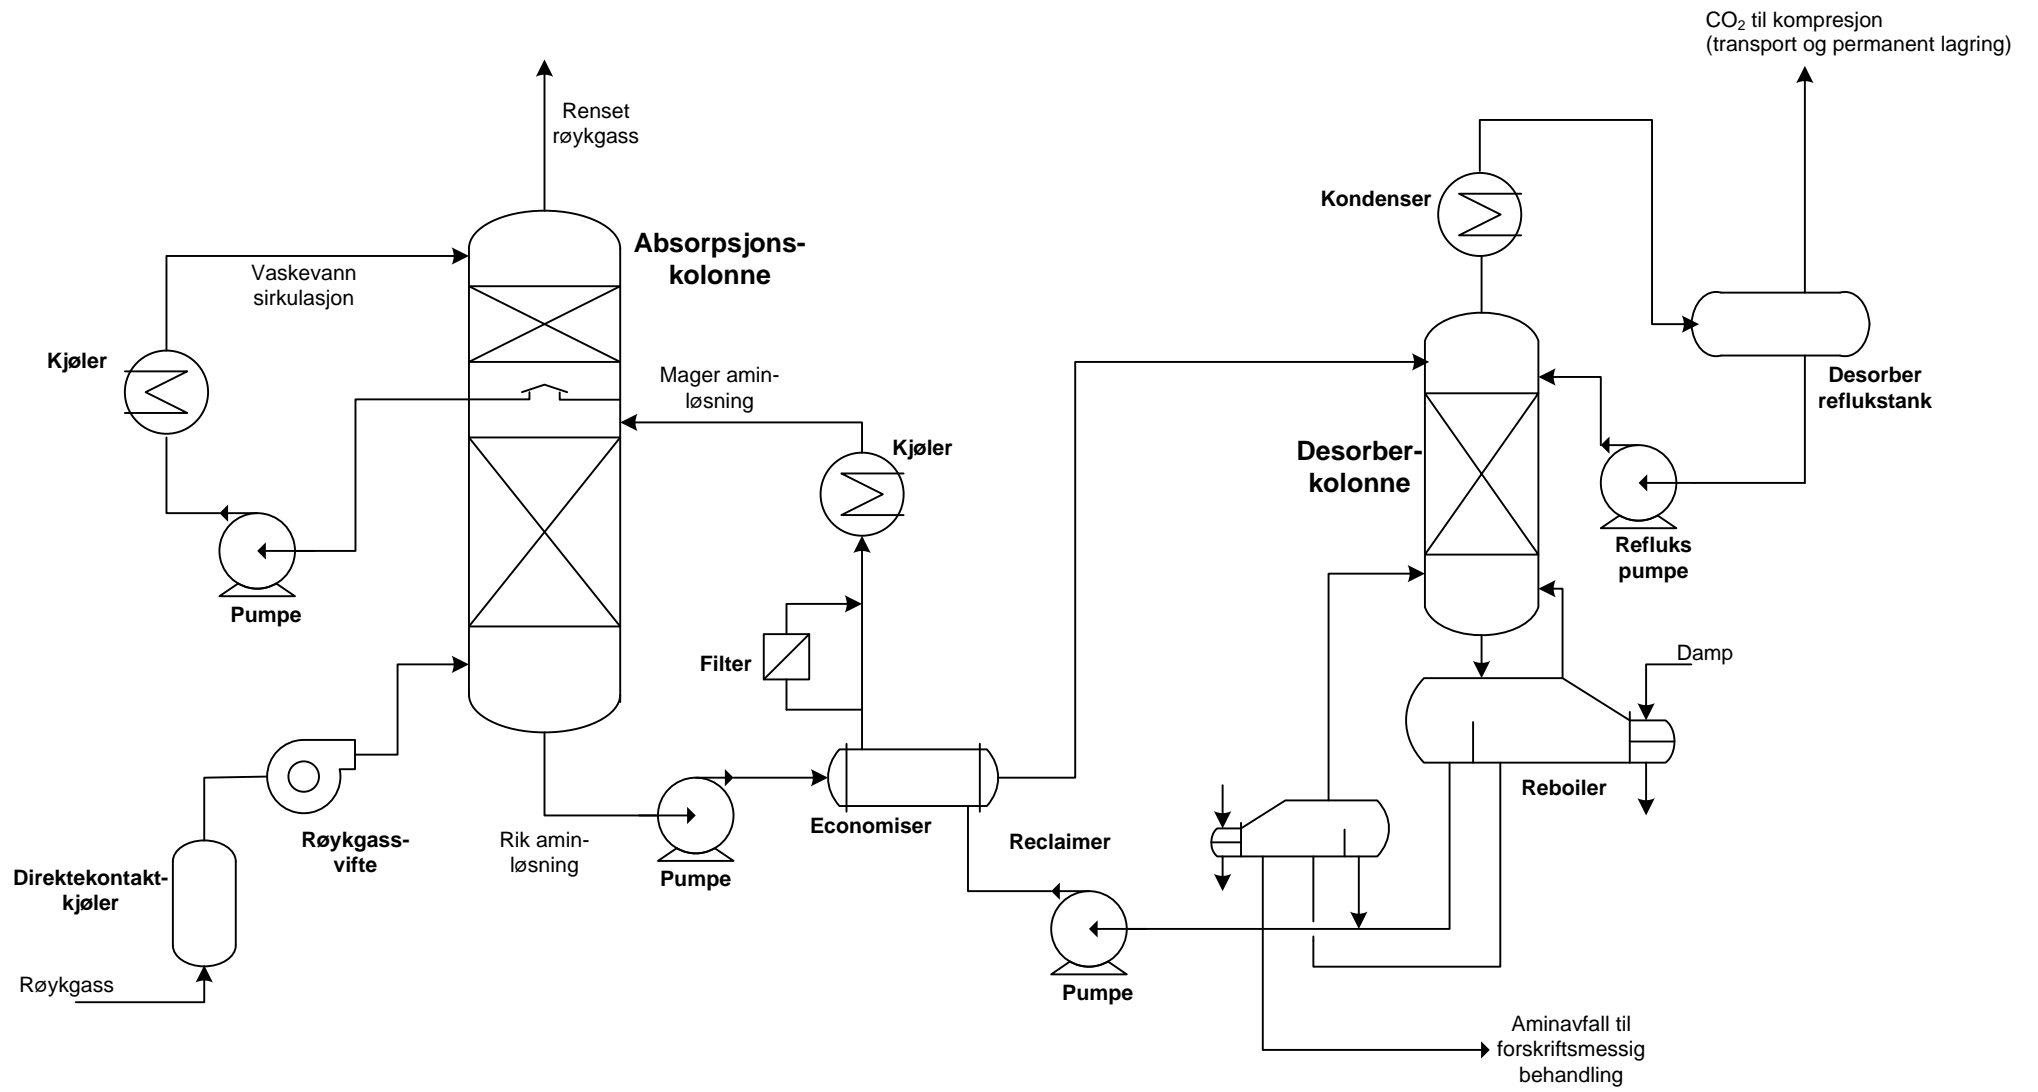 CO₂ til kompresjon
(transport og permanent lagring)
Renset
røykgass
Kondenser
Absorpsjons-
kolonne
Vaskevann
sirkulasjon
Kjøler
Mager amin-
løsning
Desorber
reflukstank
Kjøler
Desorber-
kolonne
Refluks
pumpe
Pumpe
Filter
Damp
Reboiler
Economiser
Reclaimer
Røykgass-
vifte
Rik amin-
løsning
Pumpe
Direktekontakt-
kjøler
Røykgass
Pumpe
Aminavfall til
forskriftsmessig
behandling